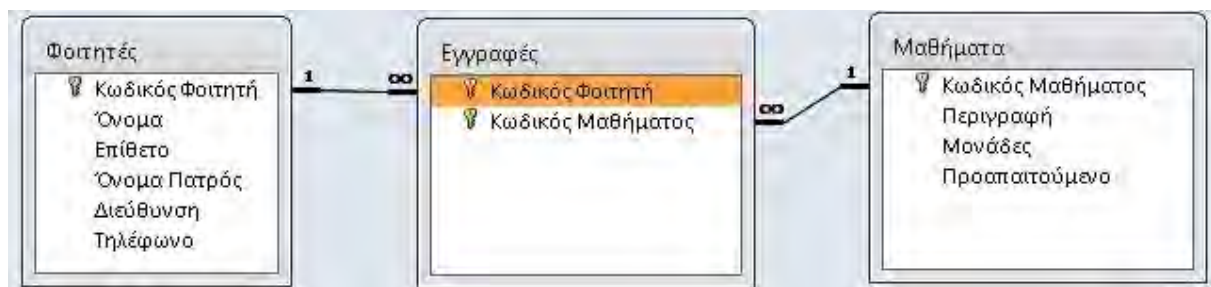 Φοιτητές
Κωδικός Φοιτητή
Όνομα
Επίθετο
Όνομα Πατρός
Διεύθυνση
Τηλέφωνο
1
∞
Εγγραφές
Κωδικός Φοιτητή
Κωδικός Μαθήματος
∞
1
Μαθήματα
Κωδικός Μαθήματος
Περιγραφή
Μονάδες
Προαπαιτούμενο